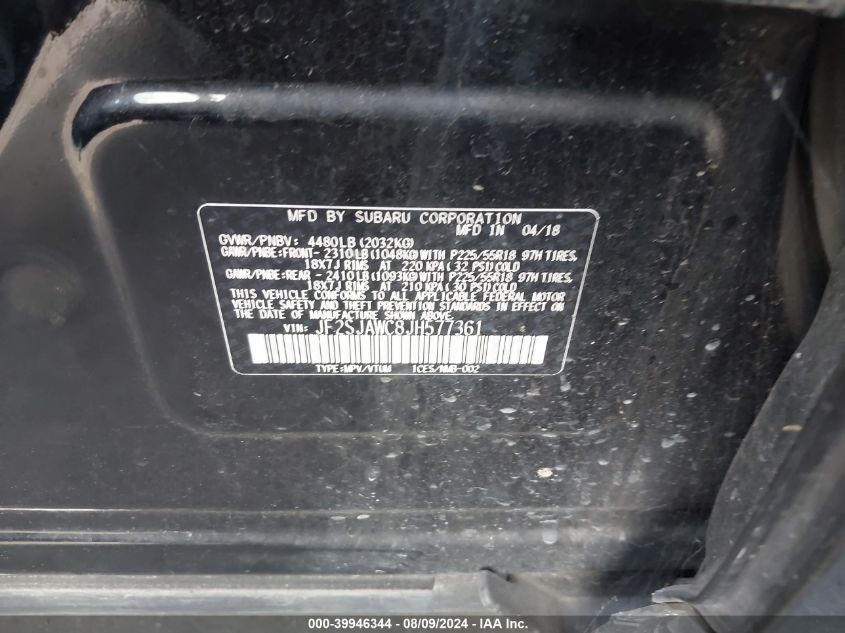 MFD BY SUBARU CORPORATION
MFD IN 04/18
GVWR/PNBV: 4480LB (2032KG)
GAWR/PNBE:FRONT- 2310LB (1048KG) WITH P225/55R18 97H TIRES,
18X7J RIMS AT 220 KPA (32 PSI) COLD
GAWR/PNBE:REAR -2410LB (1093KG) WITH P225/55R18 97H TIRES,
18X7J RIMS AT 210 KPA (30 PSI) COLD
THIS VEHICLE CONFORMS TO ALL APPLICABLE FEDERAL MOTOR
VEHICLE SAFETY AND THEFT PREVENTION STANDARDS IN EFFECT ON
THE DATE OF MANUFACTURE SHOWN ABOVE.
VIN: JF2SJAWC8JH577361
TYPE:MPV/VTUM 1CES/NMB-002
000-39946344 - 08/09/2024 - IAA Inc.